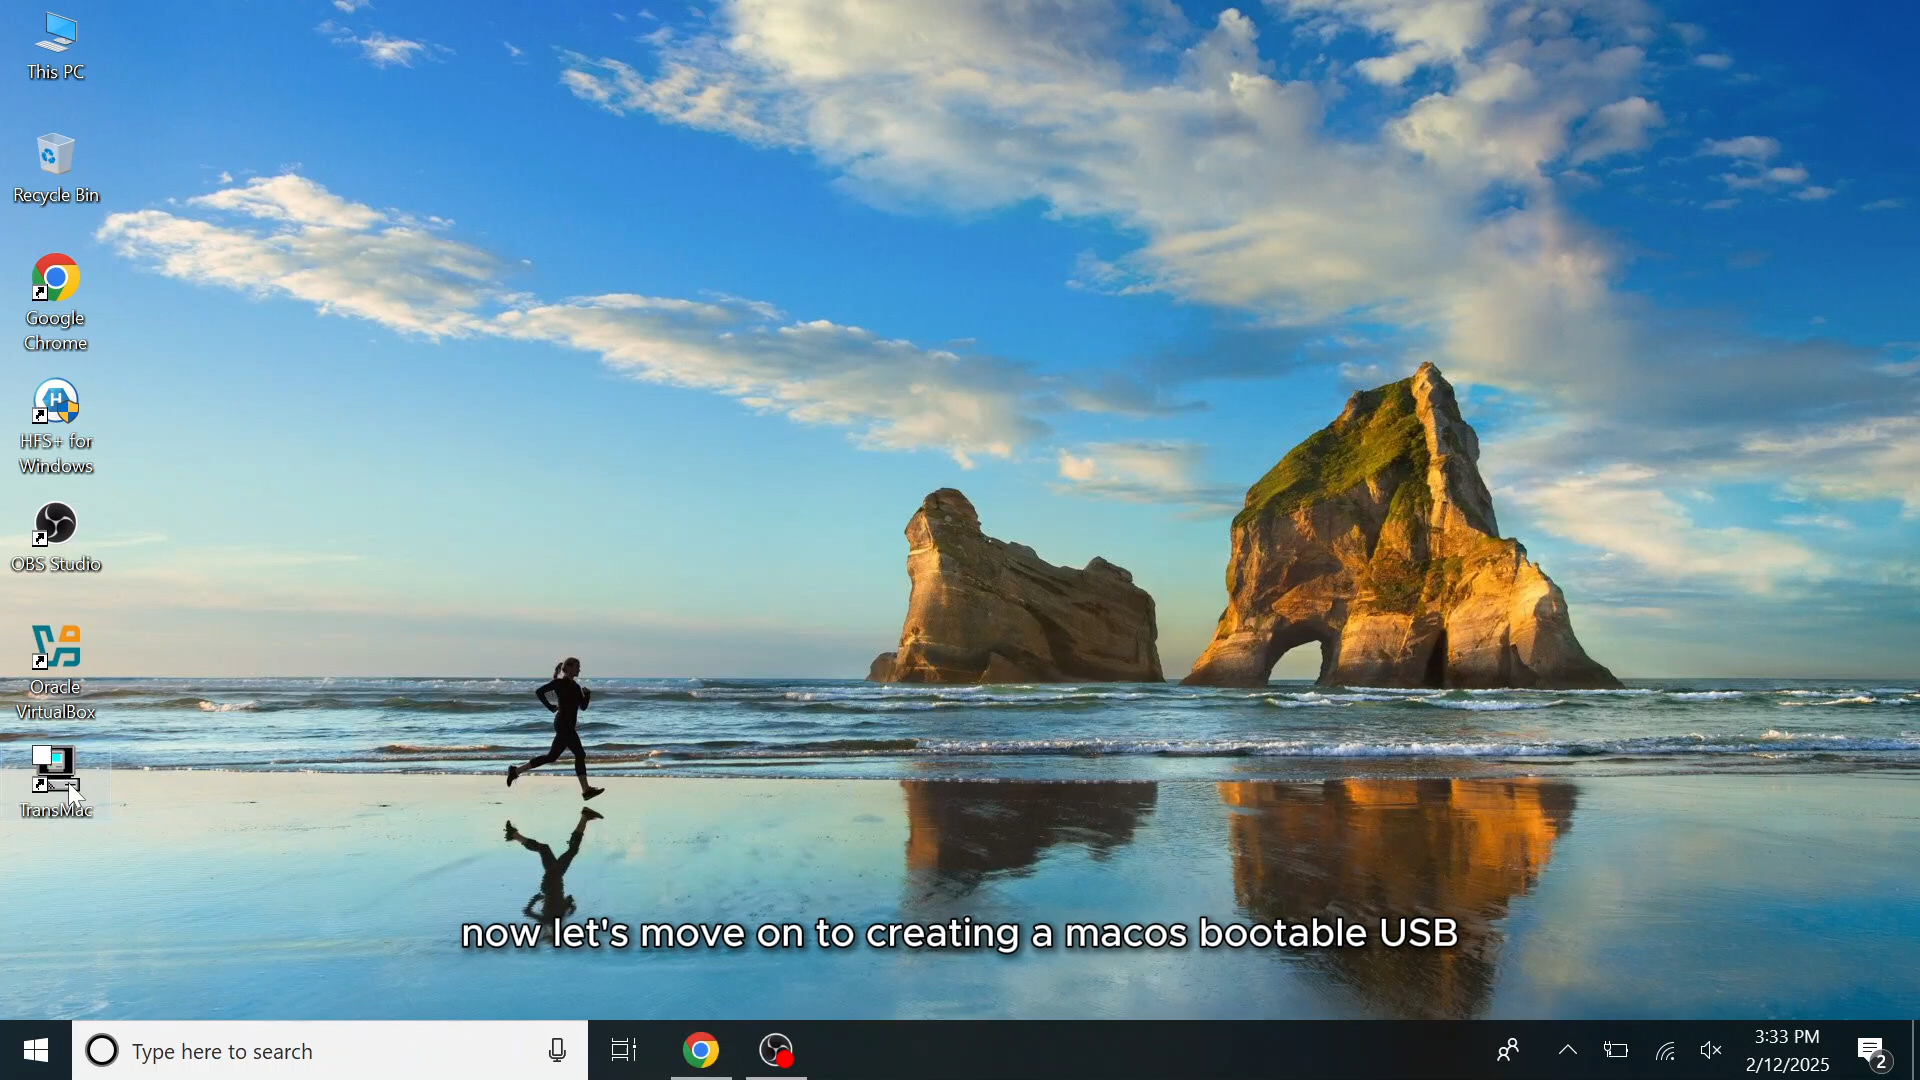 This PC
Recycle Bin
Google
Chrome
HFS+ for
Windows
OBS Studio
Oracle
VirtualBox
TransMac
now let's move on to creating a macos bootable USB
Type here to search
3:33 PM
2/12/2025
2